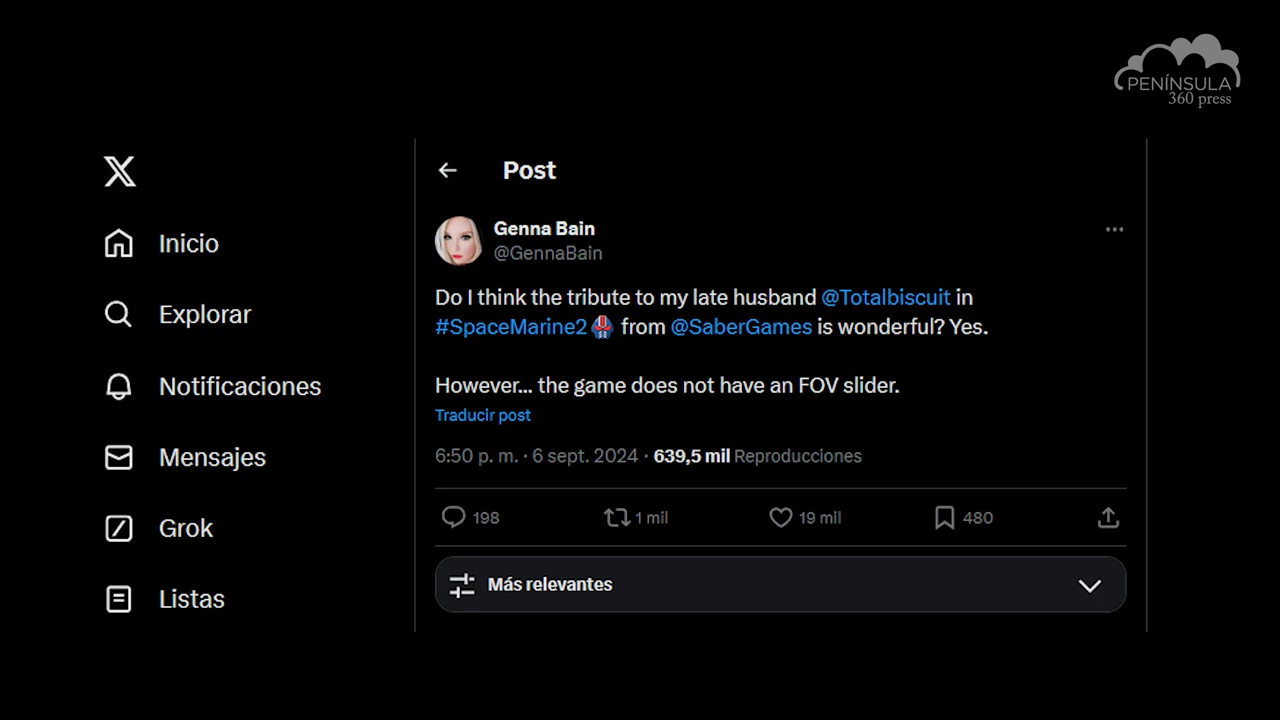 PENÍNSULA
360 press
Post
Inicio
Explorar
Notificaciones
Mensajes
Grok
Listas
Genna Bain
@GennaBain
Do I think the tribute to my late husband @Totalbiscuit in
#SpaceMarine2 from @SaberGames is wonderful? Yes.
However... the game does not have an FOV slider.
Traducir post
6:50 p. m. · 6 sept. 2024 · 639,5 mil Reproducciones
198 1 mil 19 mil 480
Más relevantes